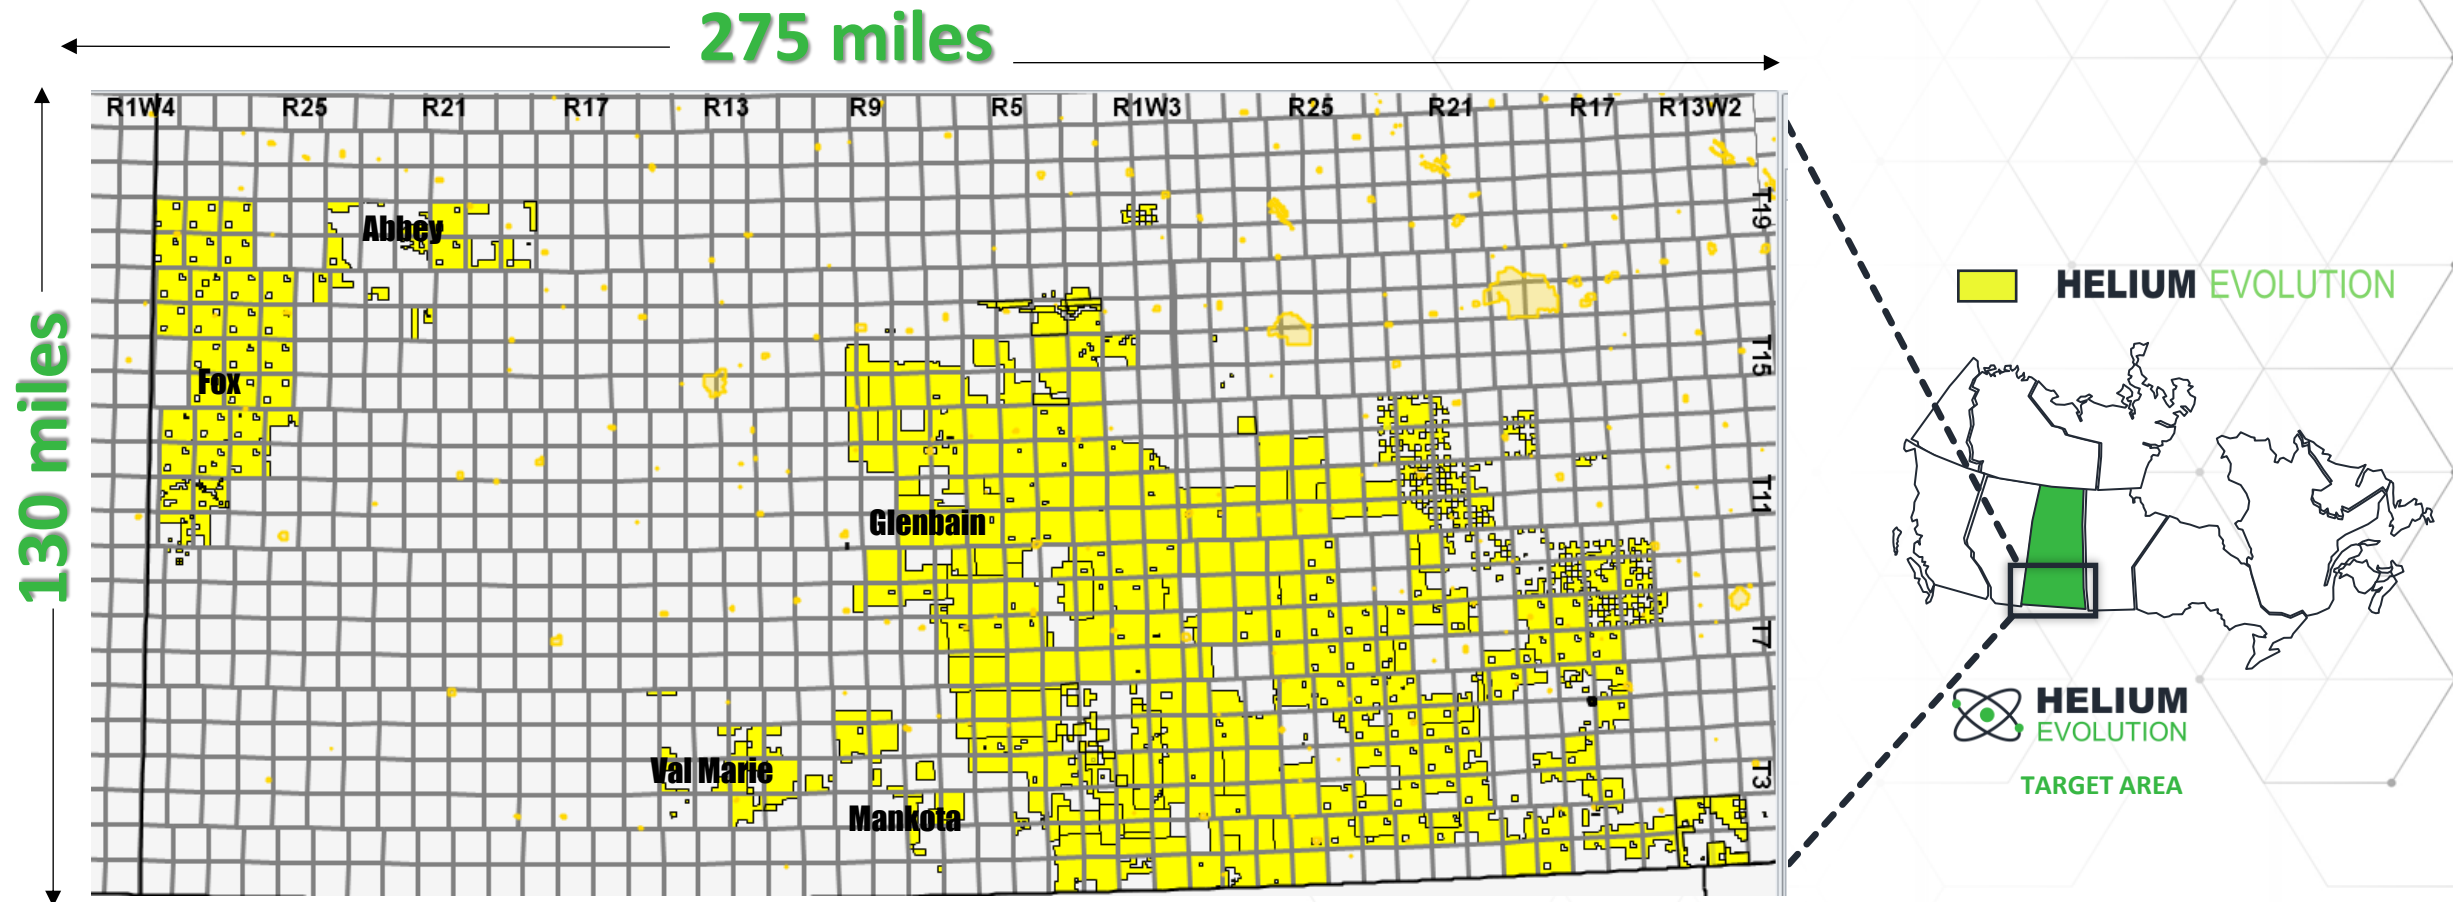 275 miles
130 miles
R1W4 R25 R21 R17 R13 R9 R5 R1W3 R25 R21 R17 R13W2
T19
T15
T11
T7
T3
Abbey
Fox
Glenbain
Val Marie
Mankota
HELIUM EVOLUTION
HELIUM
EVOLUTION
TARGET AREA